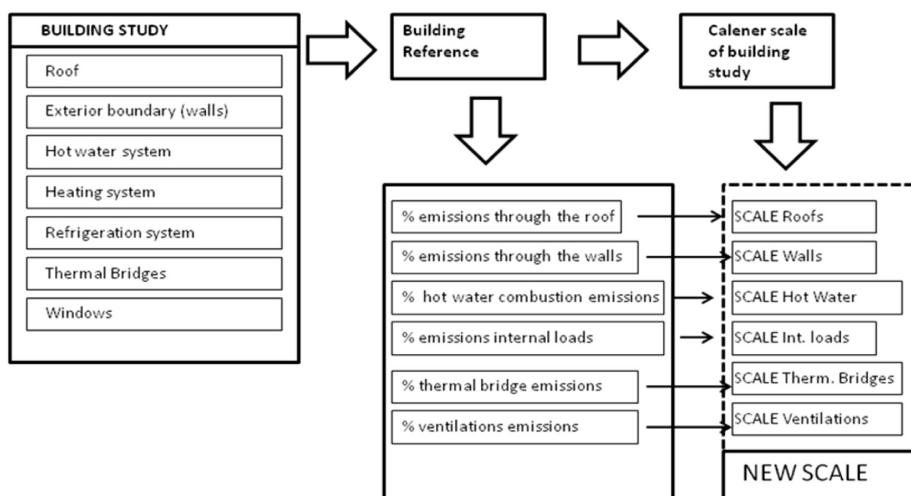 BUILDING STUDY
Roof
Exterior boundary (walls)
Hot water system
Heating system
Refrigeration system
Thermal Bridges
Windows
Building
Reference
Calener scale
of building
study
% emissions through the roof
% emissions through the walls
% hot water combustion emissions
% emissions internal loads
% thermal bridge emissions
% ventilations emissions
SCALE Roofs
SCALE Walls
SCALE Hot Water
SCALE Int. loads
SCALE Therm. Bridges
SCALE Ventilations
NEW SCALE